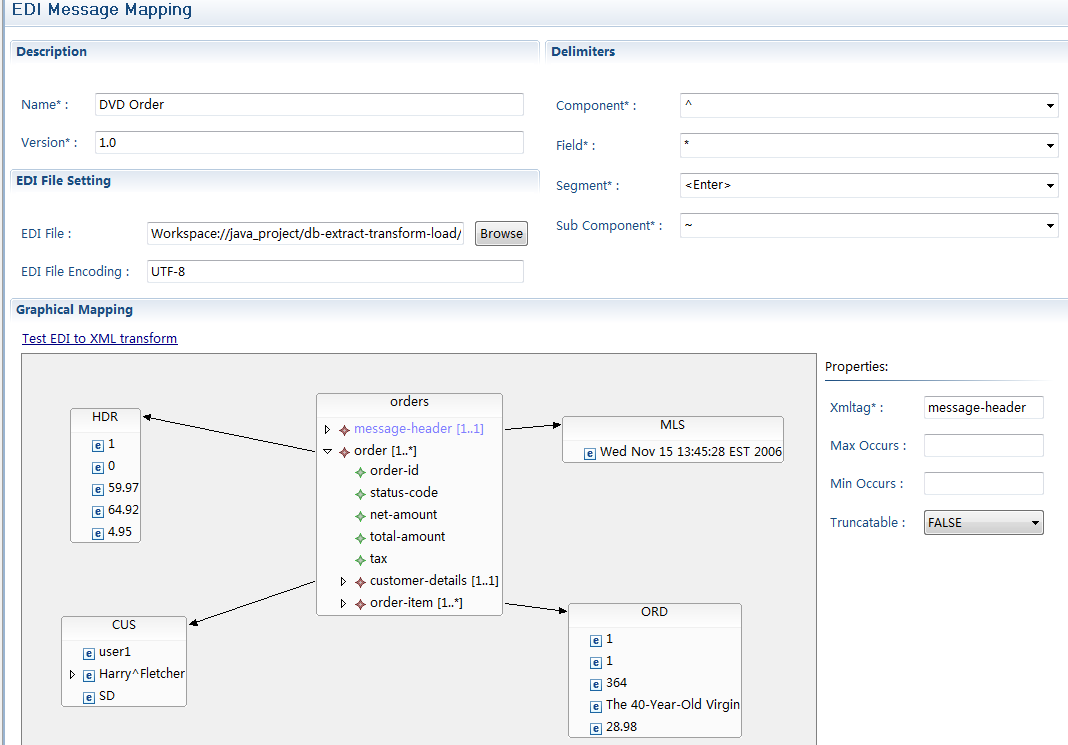 EDI Message Mapping
Description
Name* :
DVD Order
Version* :
1.0
EDI File Setting
EDI File :
Workspace://java_project/db-extract-transform-load/
Browse
EDI File Encoding :
UTF-8
Delimiters
Component* :
^
Field* :
*
Segment* :
<Enter>
Sub Component* :
~
Graphical Mapping
Test EDI to XML transform
HDR
1
0
59.97
64.92
4.95
CUS
user1
Harry^Fletcher
SD
orders
message-header [1..1]
order [1..*]
order-id
status-code
net-amount
total-amount
tax
customer-details [1..1]
order-item [1..*]
MLS
Wed Nov 15 13:45:28 EST 2006
ORD
1
1
364
The 40-Year-Old Virgin
28.98
Properties:
Xmltag* :
message-header
Max Occurs :
Min Occurs :
Truncatable :
FALSE